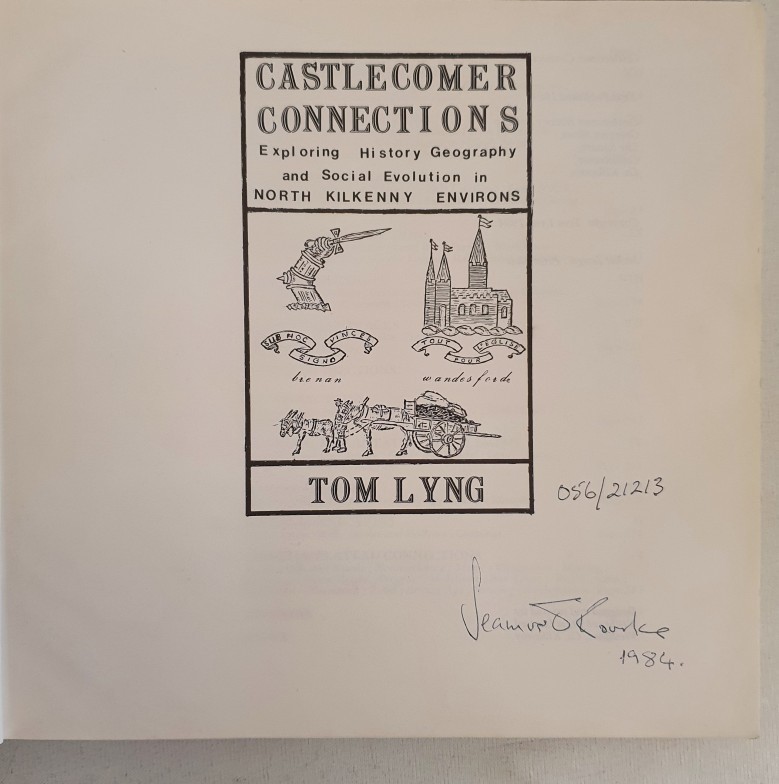 CASTLECOMER
CONNECTIONS
Exploring History Geography
and Social Evolution in
NORTH KILKENNY ENVIRONS
SUB HOC SIGNO VINCES
TOUT POUR L'EGLISE
brenan
wandesforde
TOM LYNG
056/21213
Seamus O Rourke
1984.